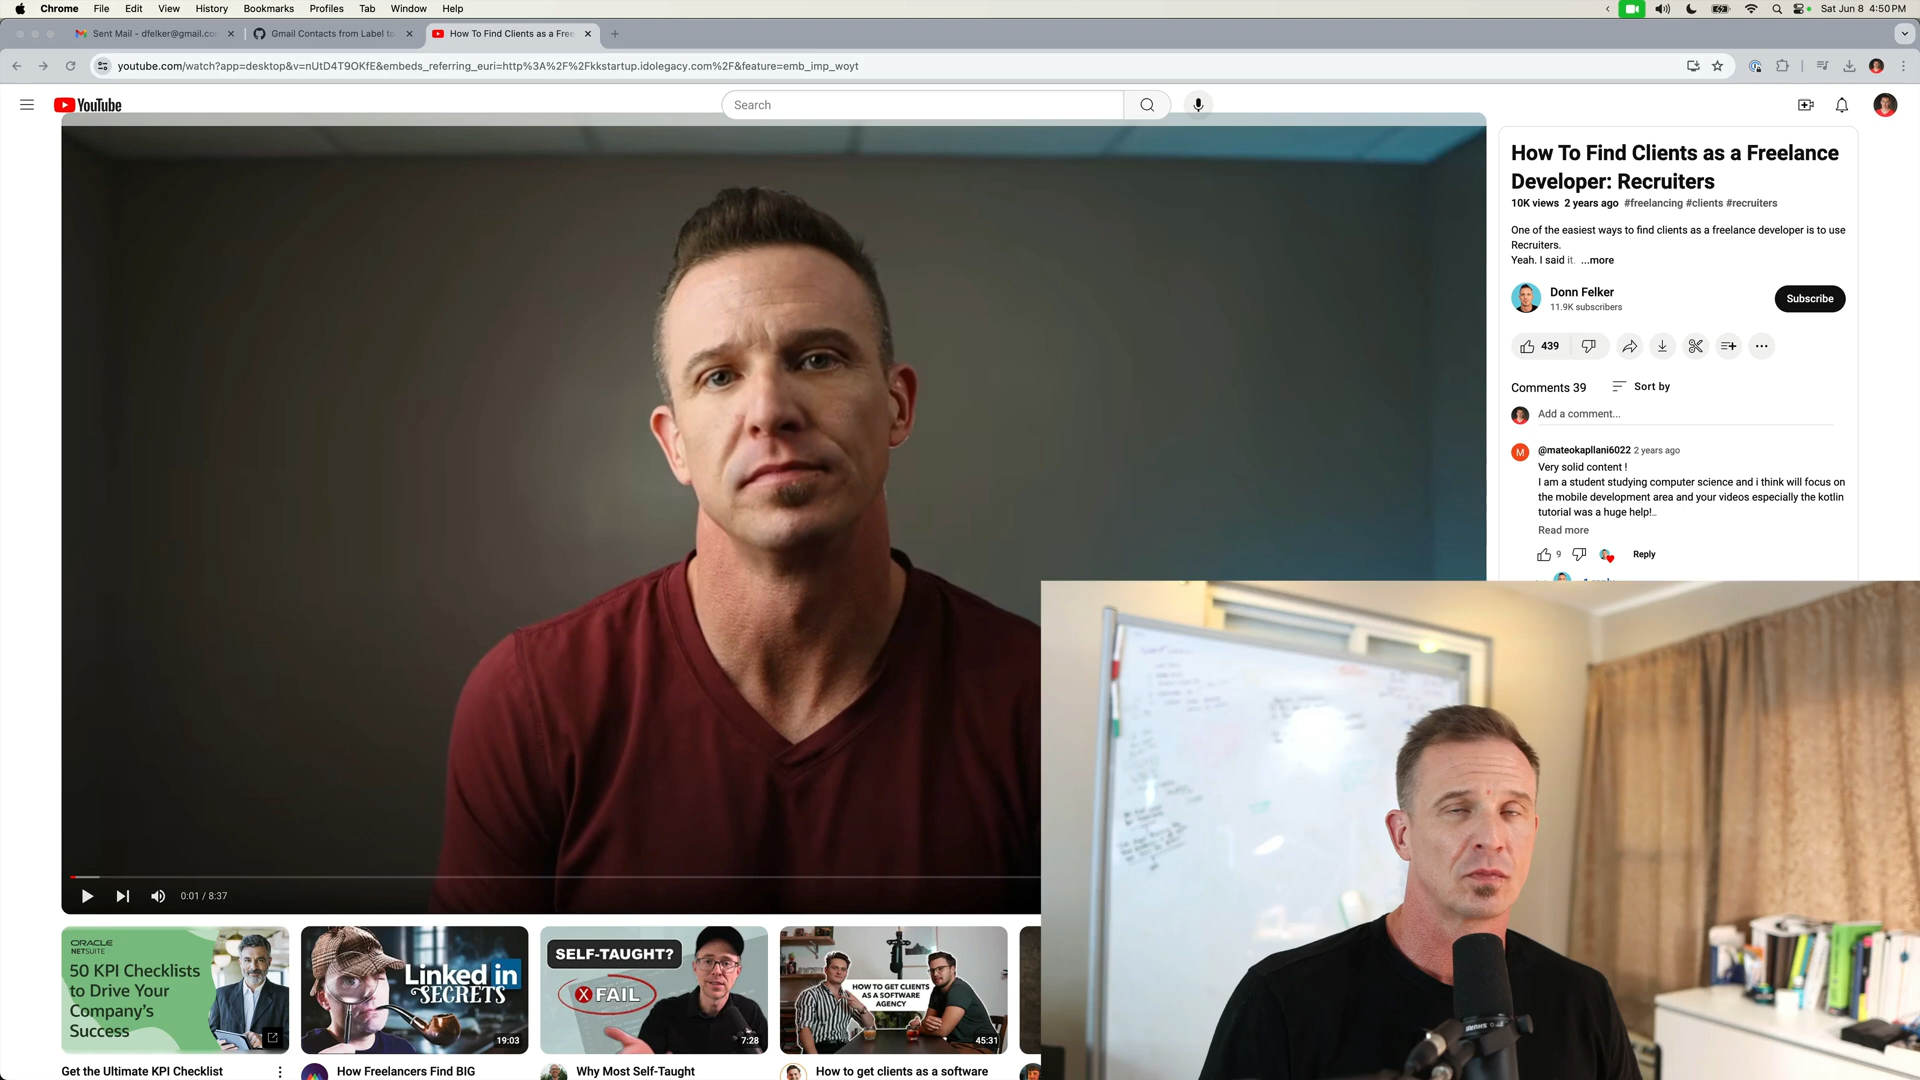 Chrome File Edit View History Bookmarks Profiles Tab Window Help
Sat Jun 8 4:50 PM
Sent Mail - dfelker@gmail.co
Gmail Contacts from Label to
How To Find Clients as a Free
youtube.com/watch?app=desktop&v=nUtD4T9OKfE&embeds_referring_euri=http%3A%2F%2Fkkstartup.idolegacy.com%2F&feature=emb_imp_woyt
YouTube
Search
How To Find Clients as a Freelance
Developer: Recruiters
10K views 2 years ago #freelancing #clients #recruiters
One of the easiest ways to find clients as a freelance developer is to use
Recruiters.
Yeah. I said it. ...more
Donn Felker
11.9K subscribers
Subscribe
439
Comments 39
Sort by
Add a comment...
M
@mateokapllani6022 2 years ago
Very solid content !
I am a student studying computer science and i think will focus on
the mobile development area and your videos especially the kotlin
tutorial was a huge help!..
Read more
9
Reply
0:01 / 8:37
ORACLE
NETSUITE
50 KPI Checklists
to Drive Your
Company's
Success
Get the Ultimate KPI Checklist
Linked in
SECRETS
19:03
How Freelancers Find BIG
SELF-TAUGHT?
X FAIL
7:28
Why Most Self-Taught
HOW TO GET CLIENTS
AS A SOFTWARE
AGENCY
45:31
How to get clients as a software
SHURE